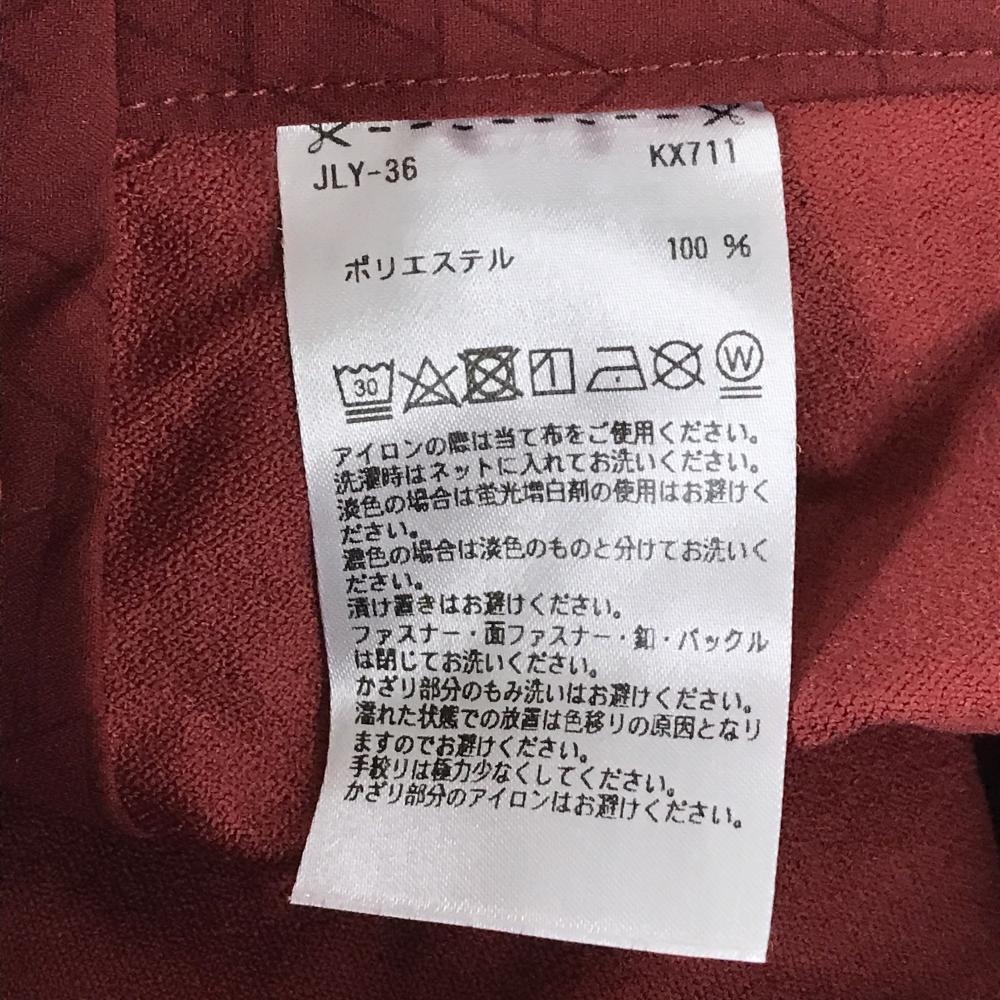 JLY-36 KX711
ポリエステル 100 %
30 W
アイロンの際は当て布をご使用ください。
洗濯時はネットに入れてお洗いください。
淡色の場合は蛍光増白剤の使用はお避けく
ださい。
濃色の場合は淡色のものと分けてお洗いく
ださい。
漬け置きはお避けください。
ファスナー・面ファスナー・釦・バックル
は閉じてお洗いください。
かざり部分のもみ洗いはお避けください。
濡れた状態での放置は色移りの原因となり
ますのでお避けください。
手絞りは極力少なくしてください。
かざり部分のアイロンはお避けください。